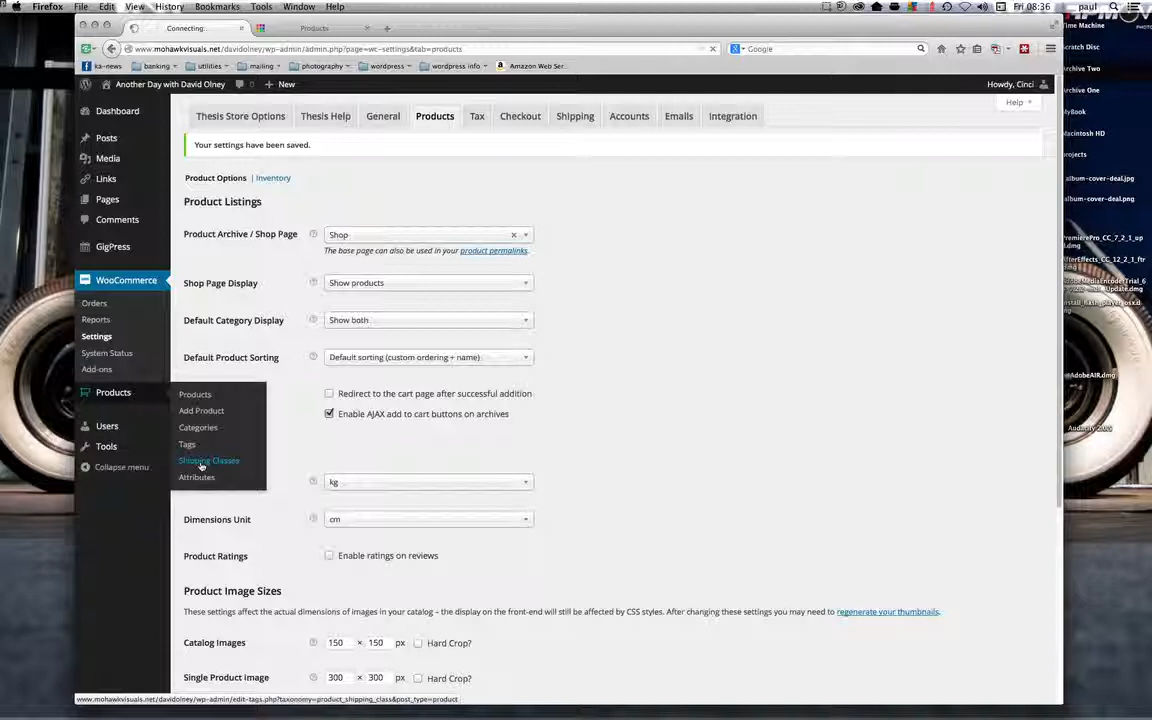 Firefox File Edit View History Bookmarks Tools Window Help Fri 08:36 paul
Connecting... Products
www.mohawkvisuals.net/davidolney/wp-admin/admin.php?page=wc-settings&tab=products Google
ka-news banking utilities mailing photography wordpress wordpress info Amazon Web Ser...
Another Day with David Olney 0 + New Howdy, Cinci
Help
Dashboard
Posts
Media
Links
Pages
Comments
GigPress
WooCommerce
Orders
Reports
Settings
System Status
Add-ons
Products
Users
Tools
Collapse menu
Products
Add Product
Categories
Tags
Shipping Classes
Attributes
Thesis Store Options Thesis Help General Products Tax Checkout Shipping Accounts Emails Integration
Your settings have been saved.
Product Options | Inventory
Product Listings
Product Archive / Shop Page Shop
The base page can also be used in your product permalinks.
Shop Page Display Show products
Default Category Display Show both
Default Product Sorting Default sorting (custom ordering + name)
Redirect to the cart page after successful addition
Enable AJAX add to cart buttons on archives
kg
Dimensions Unit cm
Product Ratings Enable ratings on reviews
Product Image Sizes
These settings affect the actual dimensions of images in your catalog – the display on the front-end will still be affected by CSS styles. After changing these settings you may need to regenerate your thumbnails.
Catalog Images 150 × 150 px Hard Crop?
Single Product Image 300 × 300 px Hard Crop?
www.mohawkvisuals.net/davidolney/wp-admin/edit-tags.php?taxonomy=product_shipping_class&post_type=product
Time Machine
Scratch Disc
Archive Two
Archive One
Macintosh HD
projects
album-cover-deal.jpg
album-cover-deal.png